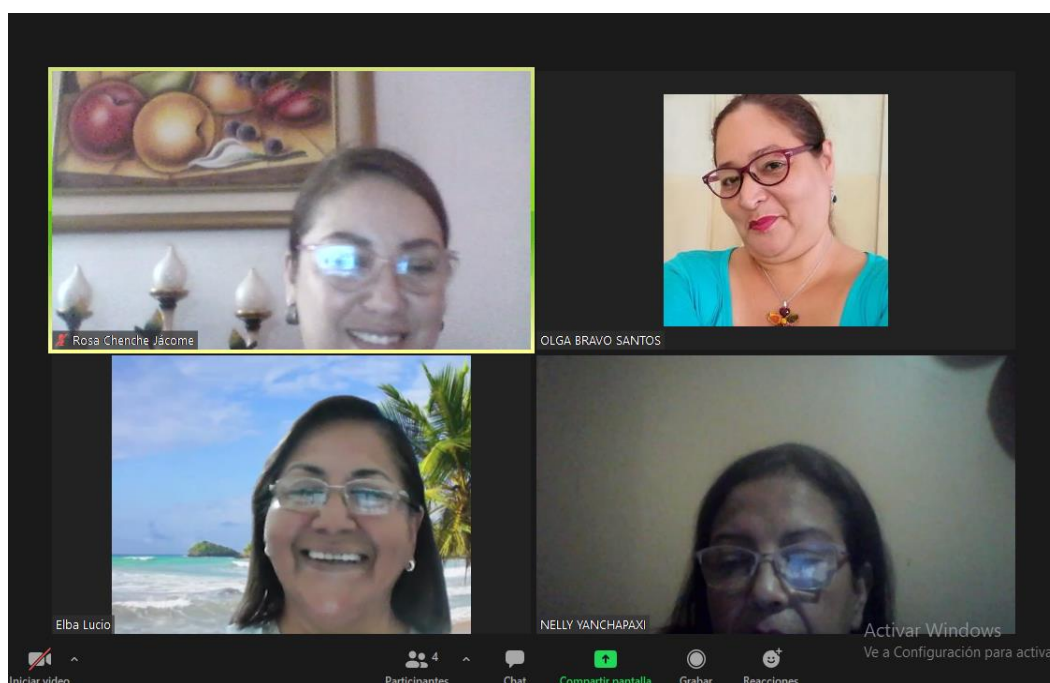 Rosa Chenche Jácome
OLGA BRAVO SANTOS
Elba Lucio
NELLY YANCHAPAXI
Activar Windows
Ve a Configuración para activa
4
Iniciar video
Participantes
Chat
Compartir pantalla
Grabar
Reacciones